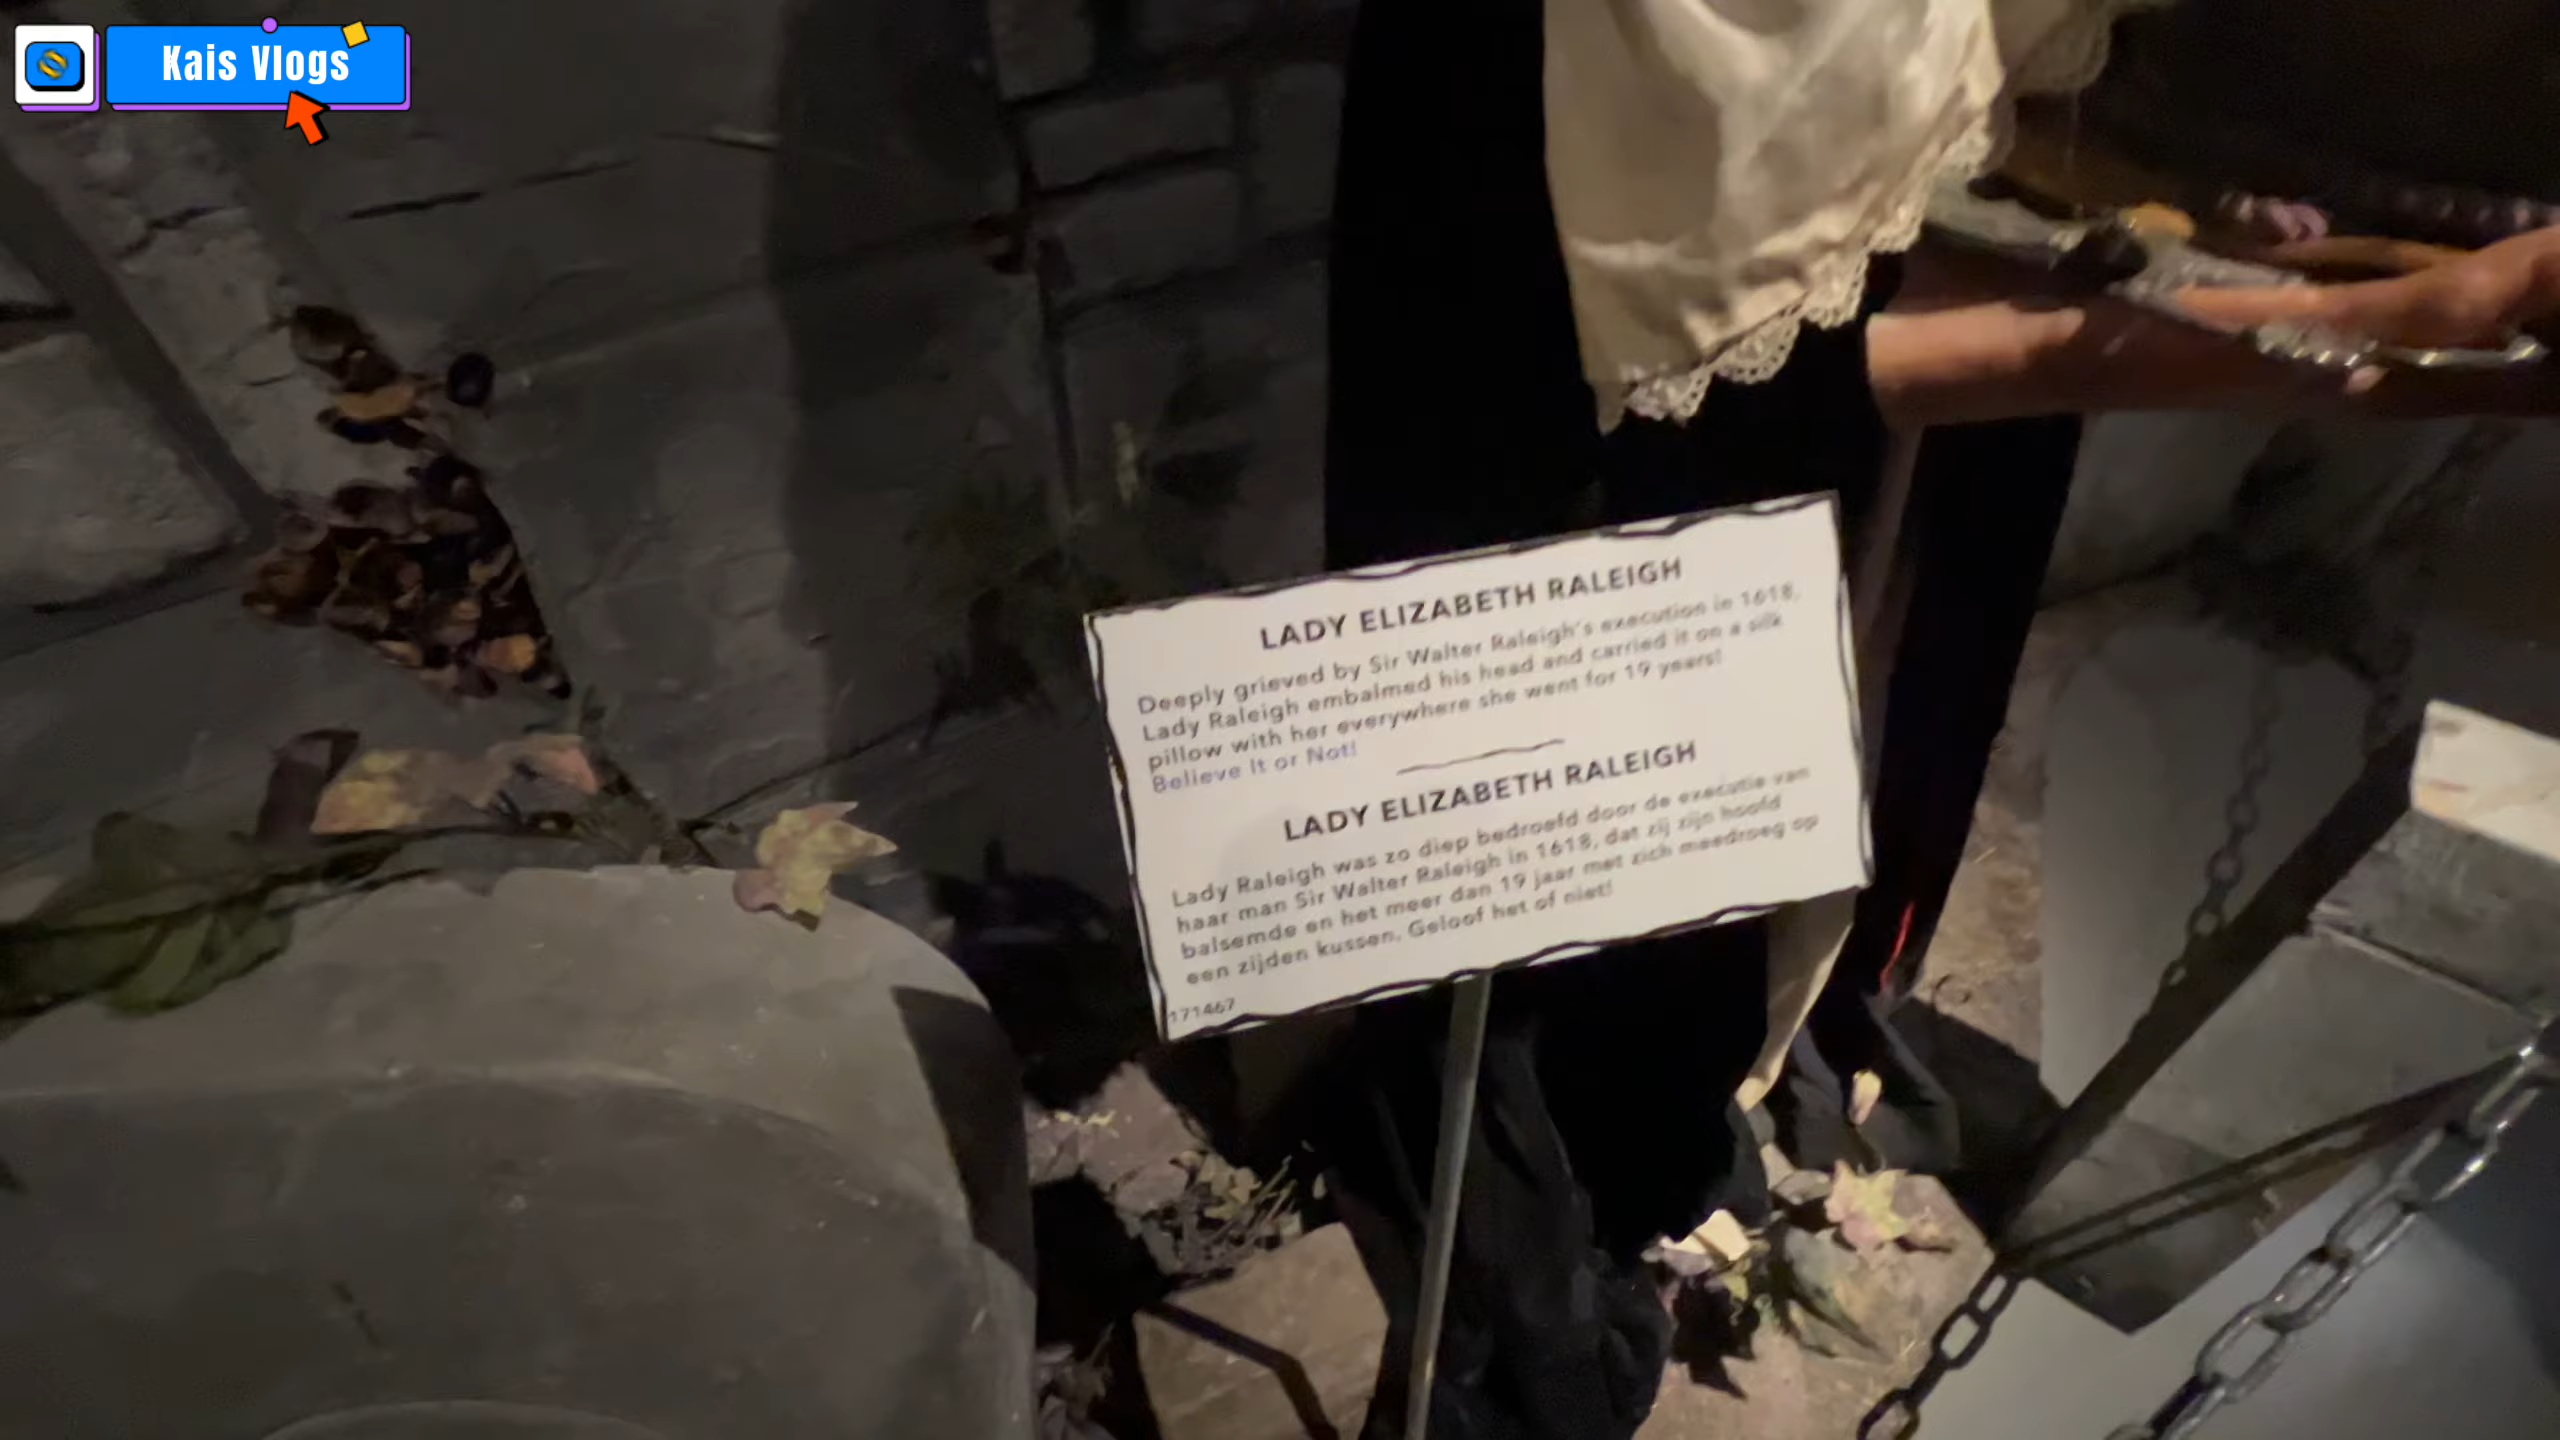 Kais Vlogs
LADY ELIZABETH RALEIGH
Deeply grieved by Sir Walter Raleigh's execution in 1618,
Lady Raleigh embalmed his head and carried it on a silk
pillow with her everywhere she went for 19 years!
Believe It or Not!
LADY ELIZABETH RALEIGH
Lady Raleigh was zo diep bedroefd door de executie van
haar man Sir Walter Raleigh in 1618, dat zij zijn hoofd
balsemde en het meer dan 19 jaar met zich meedroeg op
een zijden kussen. Geloof het of niet!
171467